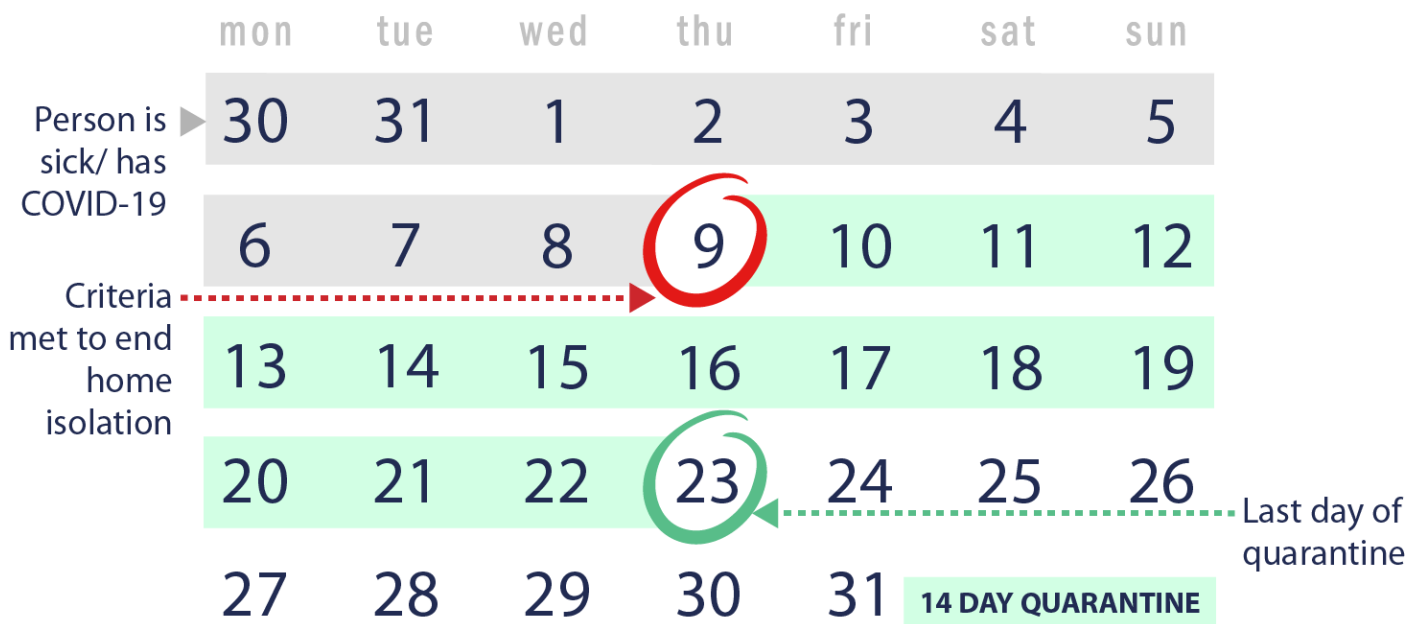 mon tue wed thu fri sat sun
Person is
sick/ has
COVID-19
30 31 1 2 3 4 5
6 7 8 9 10 11 12
Criteria
met to end
home
isolation
13 14 15 16 17 18 19
20 21 22 23 24 25 26
Last day of
quarantine
27 28 29 30 31
14 DAY QUARANTINE